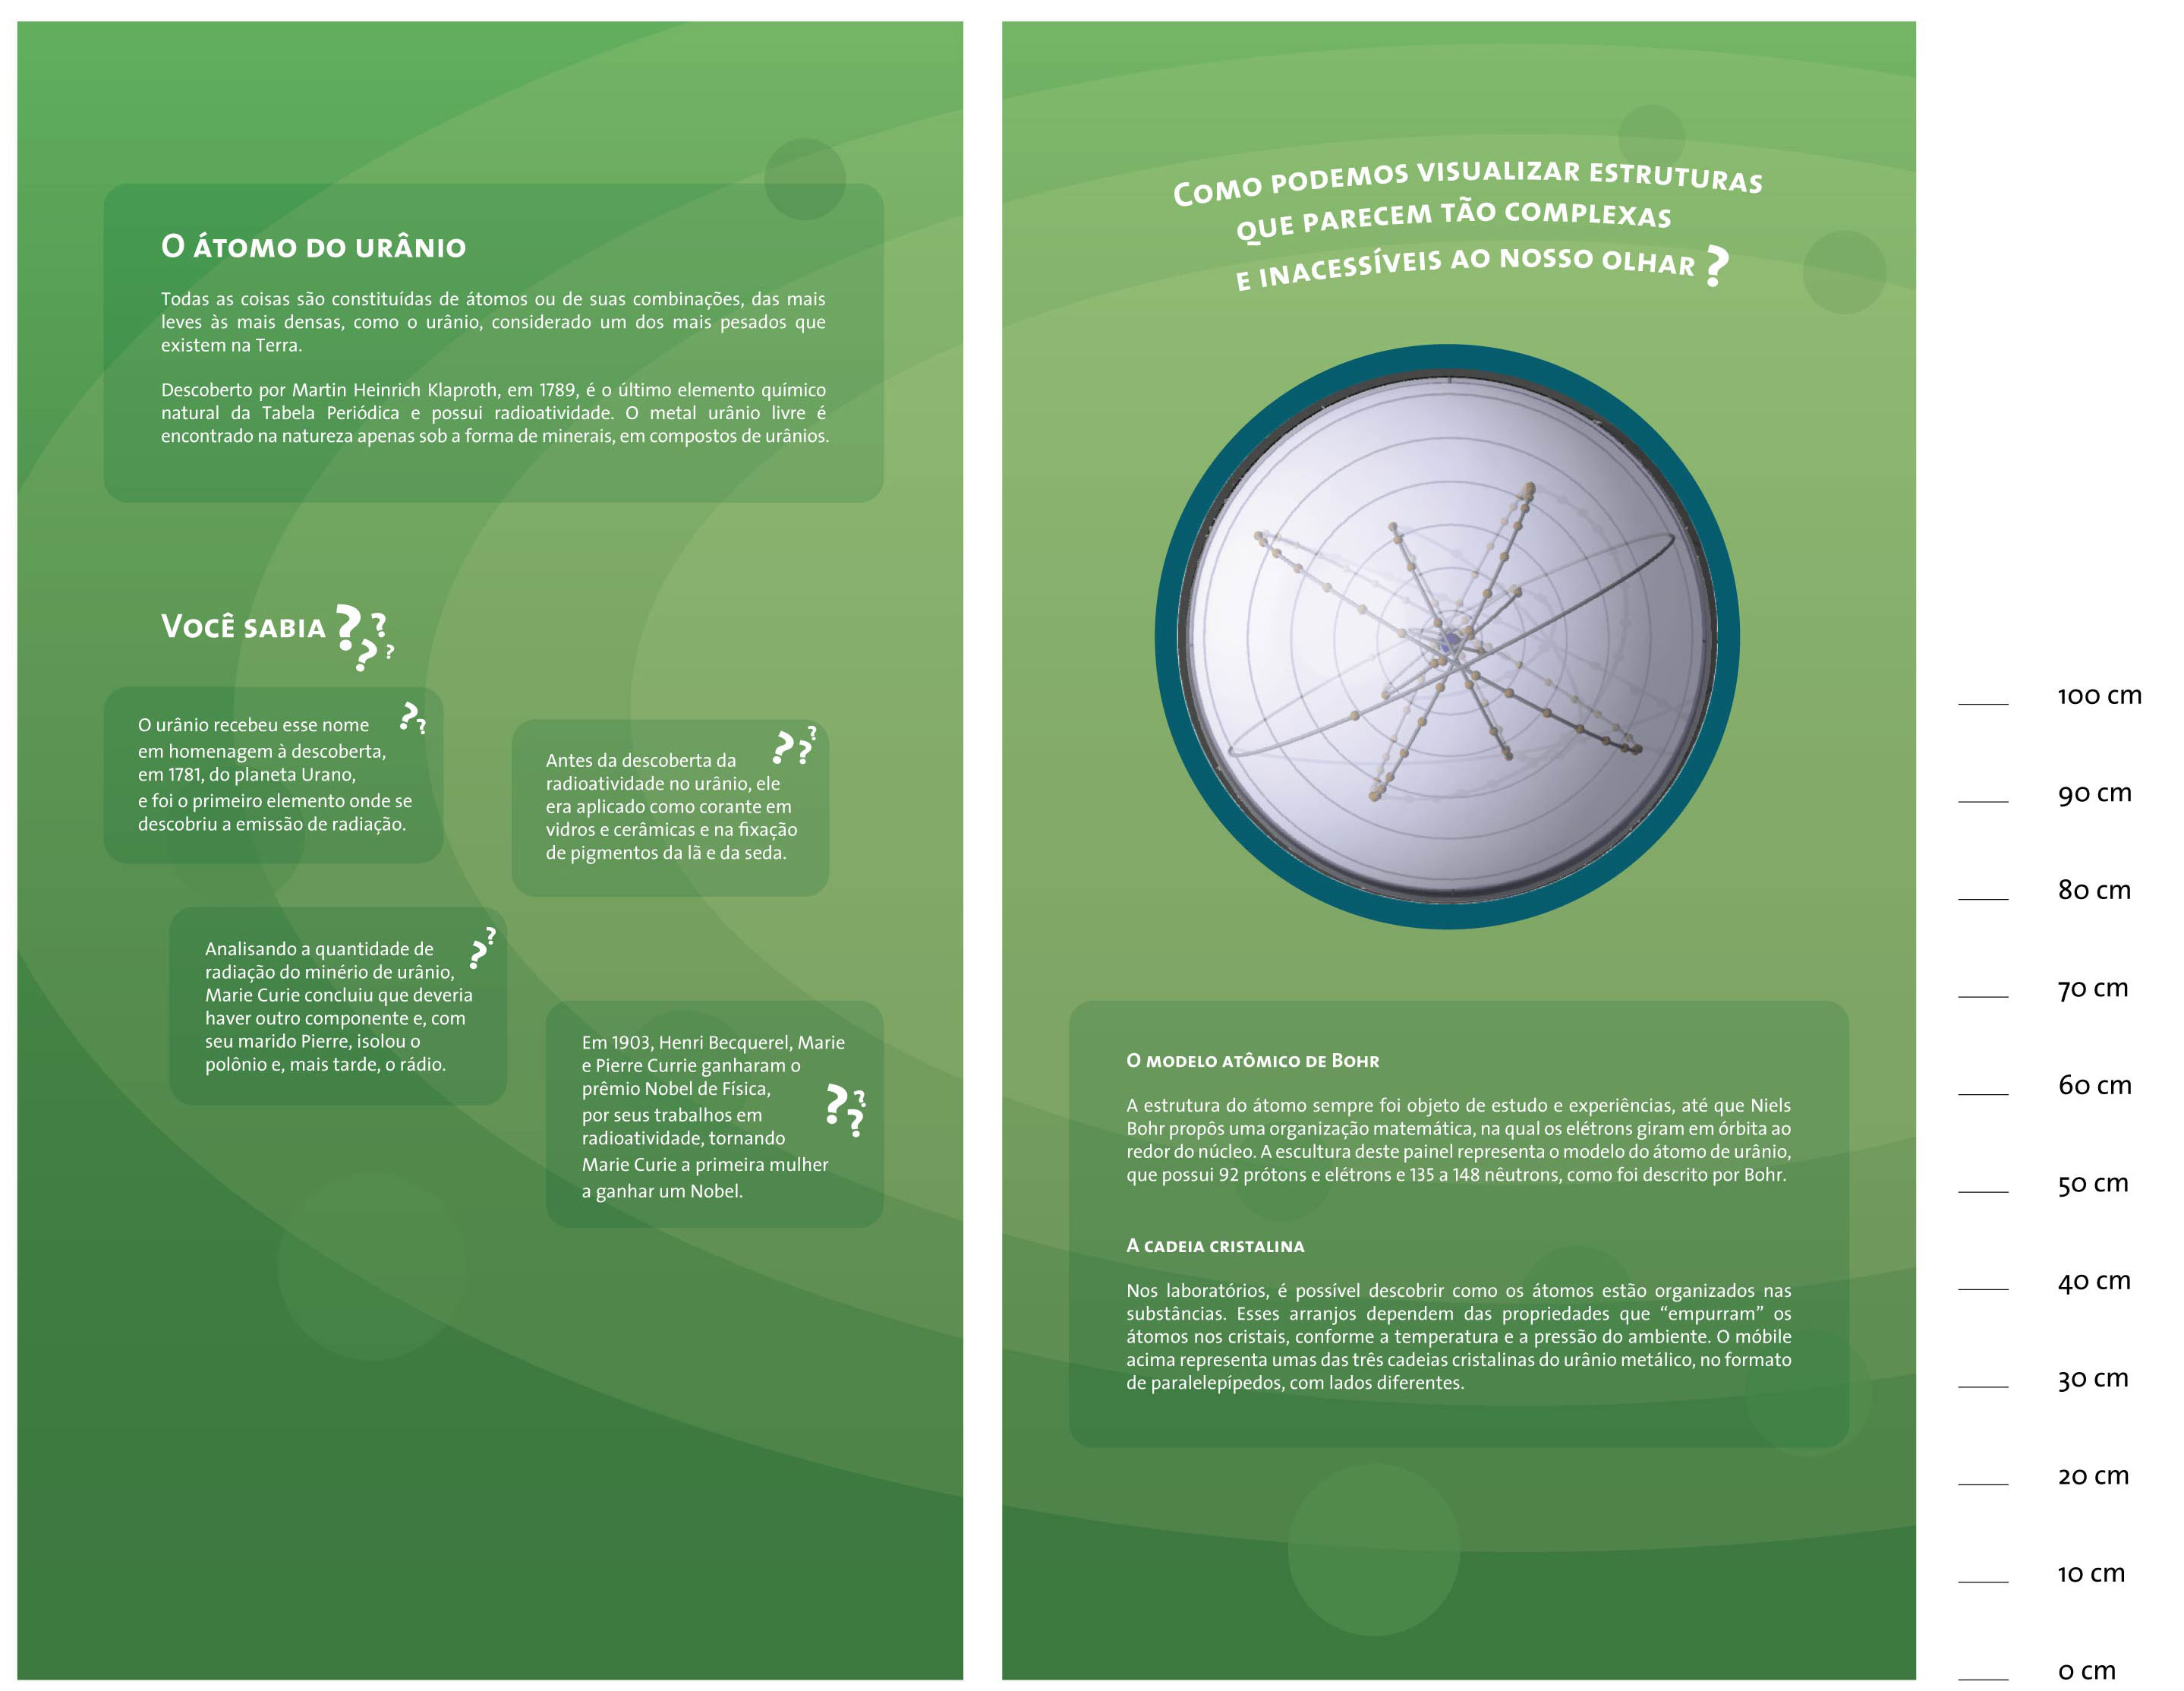 O ÁTOMO DO URÂNIO
Todas as coisas são constituídas de átomos ou de suas combinações, das mais
leves às mais densas, como o urânio, considerado um dos mais pesados que
existem na Terra.
Descoberto por Martin Heinrich Klaproth, em 1789, é o último elemento químico
natural da Tabela Periódica e possui radioatividade. O metal urânio livre é
encontrado na natureza apenas sob a forma de minerais, em compostos de urânios.
VOCÊ SABIA ? ? ? ?
O urânio recebeu esse nome ? ?
em homenagem à descoberta,
em 1781, do planeta Urano,
e foi o primeiro elemento onde se
descobriu a emissão de radiação.
Antes da descoberta da ? ? ?
radioatividade no urânio, ele
era aplicado como corante em
vidros e cerâmicas e na fixação
de pigmentos da lã e da seda.
Analisando a quantidade de ? ?
radiação do minério de urânio,
Marie Curie concluiu que deveria
haver outro componente e, com
seu marido Pierre, isolou o
polônio e, mais tarde, o rádio.
Em 1903, Henri Becquerel, Marie
e Pierre Currie ganharam o
prêmio Nobel de Física, ? ? ?
por seus trabalhos em
radioatividade, tornando
Marie Curie a primeira mulher
a ganhar um Nobel.
COMO PODEMOS VISUALIZAR ESTRUTURAS
QUE PARECEM TÃO COMPLEXAS
E INACESSÍVEIS AO NOSSO OLHAR ?
O MODELO ATÔMICO DE BOHR
A estrutura do átomo sempre foi objeto de estudo e experiências, até que Niels
Bohr propôs uma organização matemática, na qual os elétrons giram em órbita ao
redor do núcleo. A escultura deste painel representa o modelo do átomo de urânio,
que possui 92 prótons e elétrons e 135 a 148 nêutrons, como foi descrito por Bohr.
A CADEIA CRISTALINA
Nos laboratórios, é possível descobrir como os átomos estão organizados nas
substâncias. Esses arranjos dependem das propriedades que “empurram” os
átomos nos cristais, conforme a temperatura e a pressão do ambiente. O móbile
acima representa umas das três cadeias cristalinas do urânio metálico, no formato
de paralelepípedos, com lados diferentes.
100 cm
90 cm
80 cm
70 cm
60 cm
50 cm
40 cm
30 cm
20 cm
10 cm
0 cm